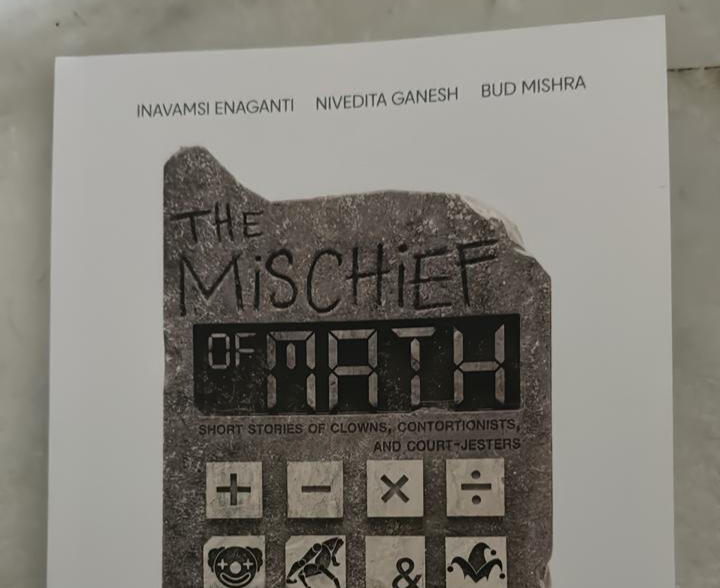 INAVAMSI ENAGANTI NIVEDITA GANESH BUD MISHRA
THE
MiSCHiEF
OF MATH
SHORT STORIES OF CLOWNS, CONTORTIONISTS,
AND COURT-JESTERS
+ − × ÷
&